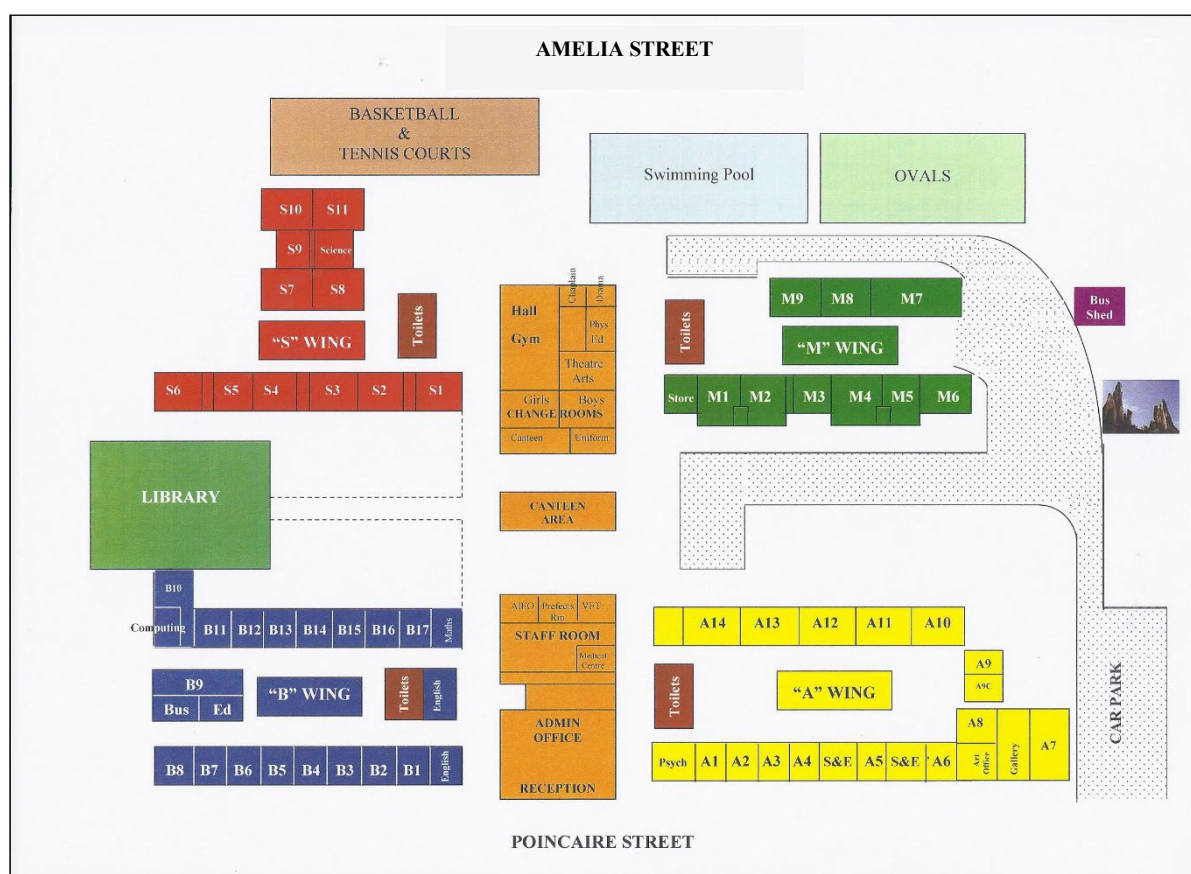 AMELIA STREET
BASKETBALL
&
TENNIS COURTS
Swimming Pool
OVALS
S10 S11
S9 Science
S7 S8
Toilets
"S" WING
S6 S5 S4 S3 S2 S1
Hall
Gym
Chaplain
Drama
Phys
Ed
Theatre
Arts
Girls Boys
CHANGE ROOMS
Canteen Uniform
Toilets
M9 M8 M7
"M" WING
Store M1 M2 M3 M4 M5 M6
Bus
Shed
LIBRARY
CANTEEN
AREA
B10
Computing B11 B12 B13 B14 B15 B16 B17 Maths
B9
Bus Ed
"B" WING
Toilets
English
B8 B7 B6 B5 B4 B3 B2 B1 English
AIEO Prefects VET
Rm
STAFF ROOM
Medical
Centre
ADMIN
OFFICE
RECEPTION
A14 A13 A12 A11 A10
Toilets
"A" WING
A9
A9C
Psych A1 A2 A3 A4 S&E A5 S&E A6
A8
Art
Office
Gallery
A7
CAR PARK
POINCAIRE STREET